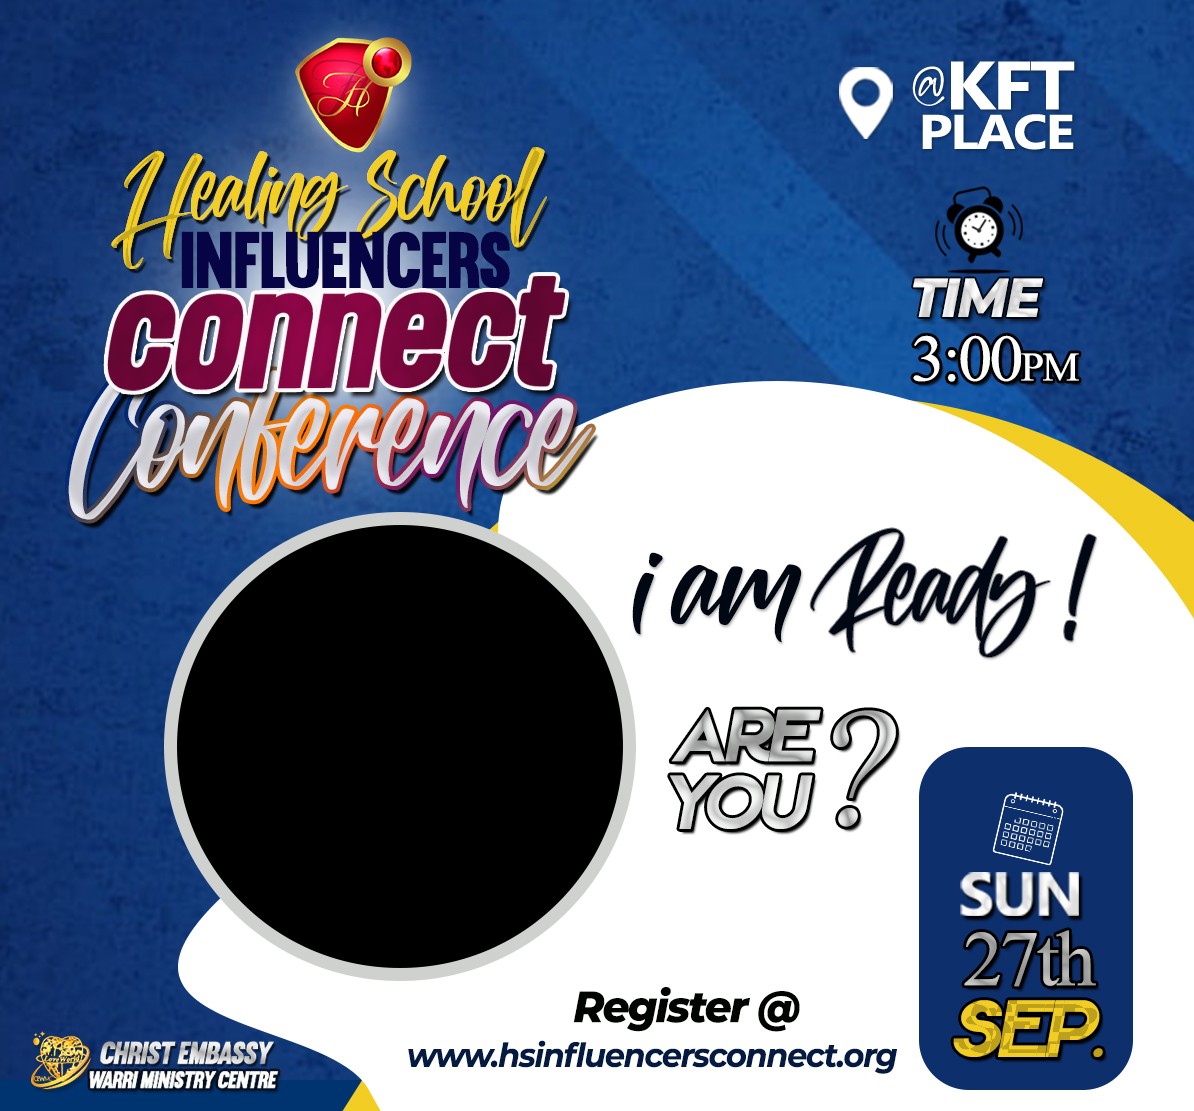 Healing School
INFLUENCERS
connect
Conference
@KFT
PLACE
TIME
3:00PM
i am Ready!
ARE
YOU?
SUN
27th
SEP.
Register @
www.hsinfluencersconnect.org
CHRIST EMBASSY
WARRI MINISTRY CENTRE